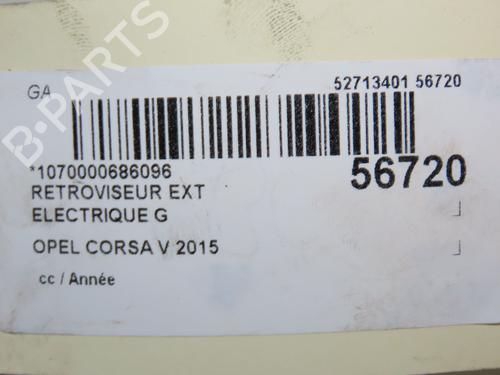 GA
52713401 56720
*1070000686096
56720
RETROVISEUR EXT
ELECTRIQUE G
OPEL CORSA V 2015
cc / Année
B-PARTS